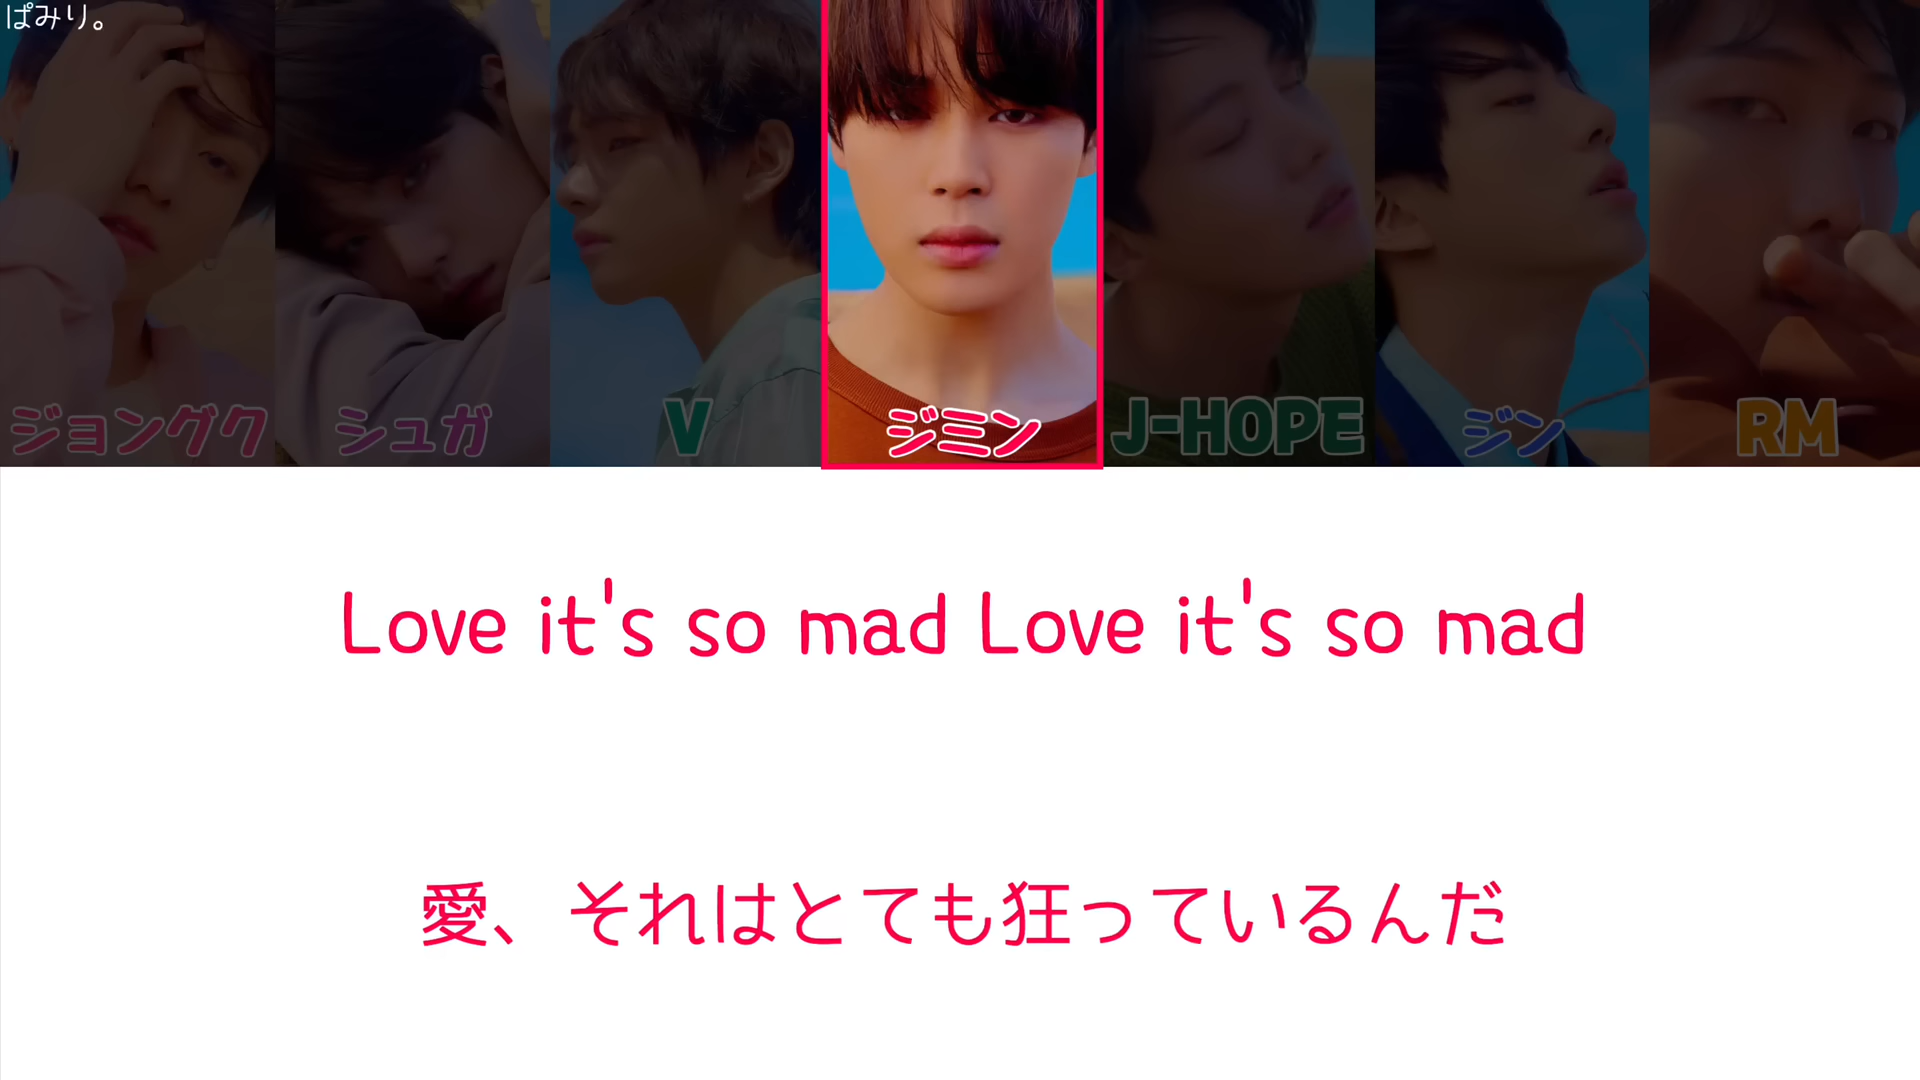 ぱみり。
ジョングク
シュガ
V
ジミン
J-HOPE
ジン
RM
Love it's so mad Love it's so mad
愛、それはとても狂っているんだ